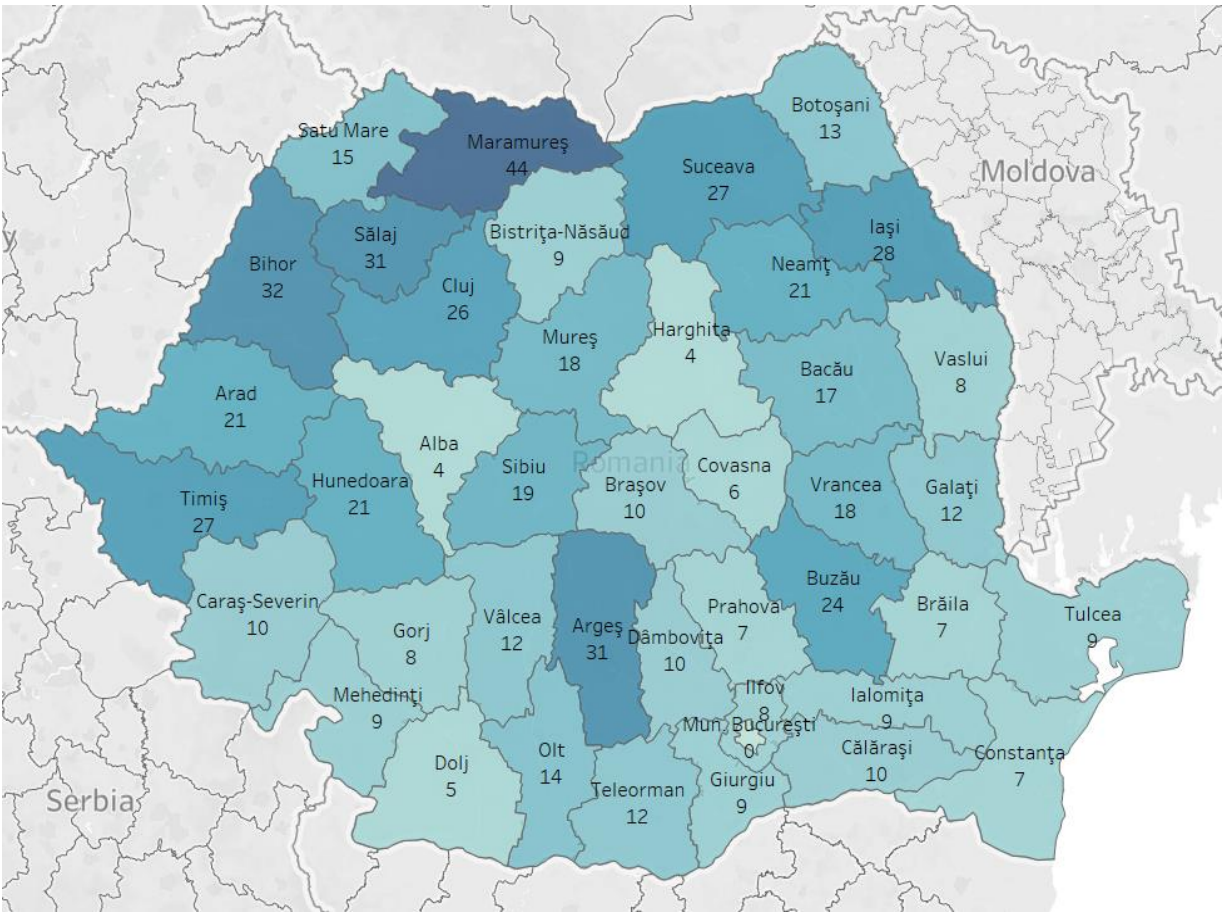 Botoşani
13
Satu Mare
15
Maramureş
44
Suceava
27
Moldova
Iaşi
28
Sălaj
31
Bistriţa-Năsăud
9
Bihor
32
Neamţ
21
Cluj
26
Mureş
18
Harghita
4
Vaslui
8
Bacău
17
Arad
21
Alba
4
Sibiu
19
Romania
Covasna
6
Hunedoara
21
Braşov
10
Vrancea
18
Galaţi
12
Timiş
27
Buzău
24
Caraş-Severin
10
Prahova
7
Brăila
7
Tulcea
9
Vâlcea
12
Argeş
31
Gorj
8
Dâmboviţa
10
Ilfov
8
Ialomiţa
9
Mehedinţi
9
Mun. Bucureşti
0
Călăraşi
10
Constanţa
7
Olt
14
Dolj
5
Giurgiu
9
Teleorman
12
Serbia
y